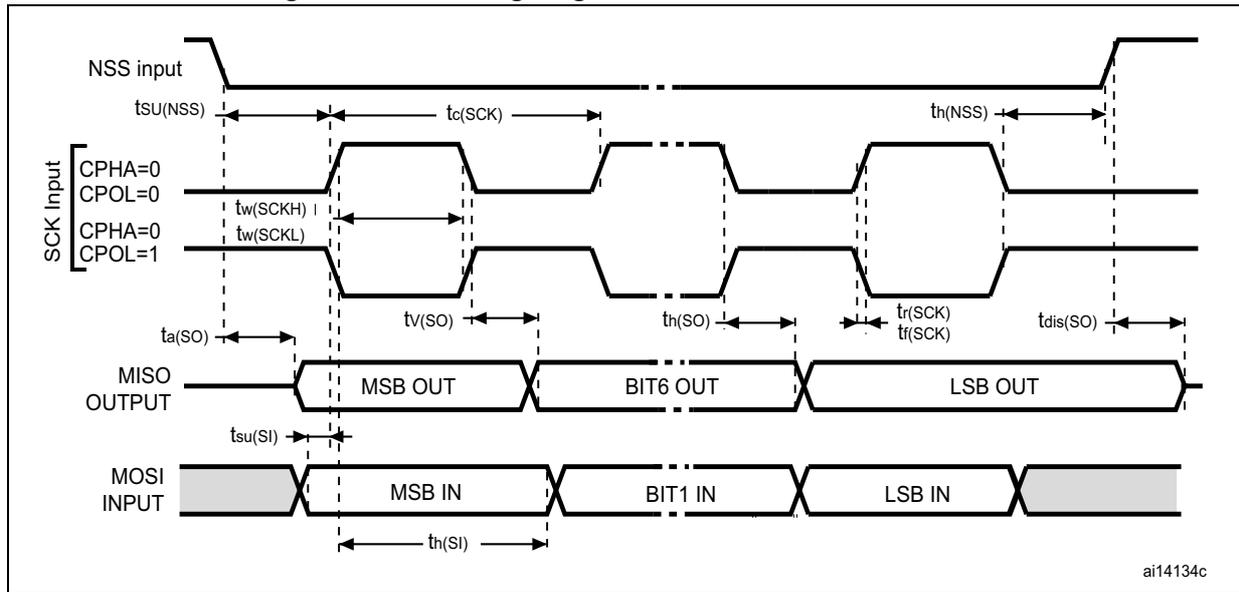 NSS input
tSU(NSS)
tc(SCK)
th(NSS)
SCK Input
CPHA=0
CPOL=0
tw(SCKH)
CPHA=0
tw(SCKL)
CPOL=1
tV(SO)
th(SO)
tr(SCK)
tf(SCK)
tdis(SO)
ta(SO)
MISO
OUTPUT
MSB OUT
BIT6 OUT
LSB OUT
tsu(SI)
MOSI
INPUT
MSB IN
BIT1 IN
LSB IN
th(SI)
ai14134c